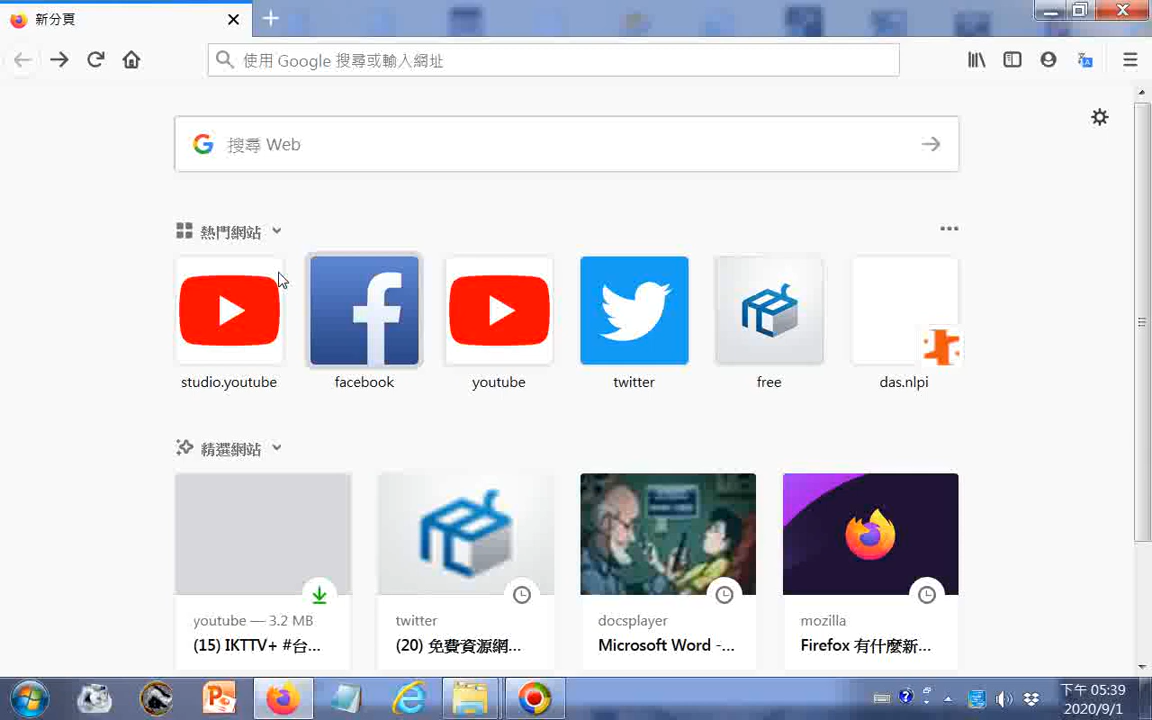 新分頁
使用 Google 搜尋或輸入網址
搜尋 Web
熱門網站
studio.youtube
facebook
youtube
twitter
free
das.nlpi
精選網站
youtube — 3.2 MB
(15) IKTTV+ #台...
twitter
(20) 免費資源網...
docsplayer
Microsoft Word -...
mozilla
Firefox 有什麼新...
下午 05:39
2020/9/1